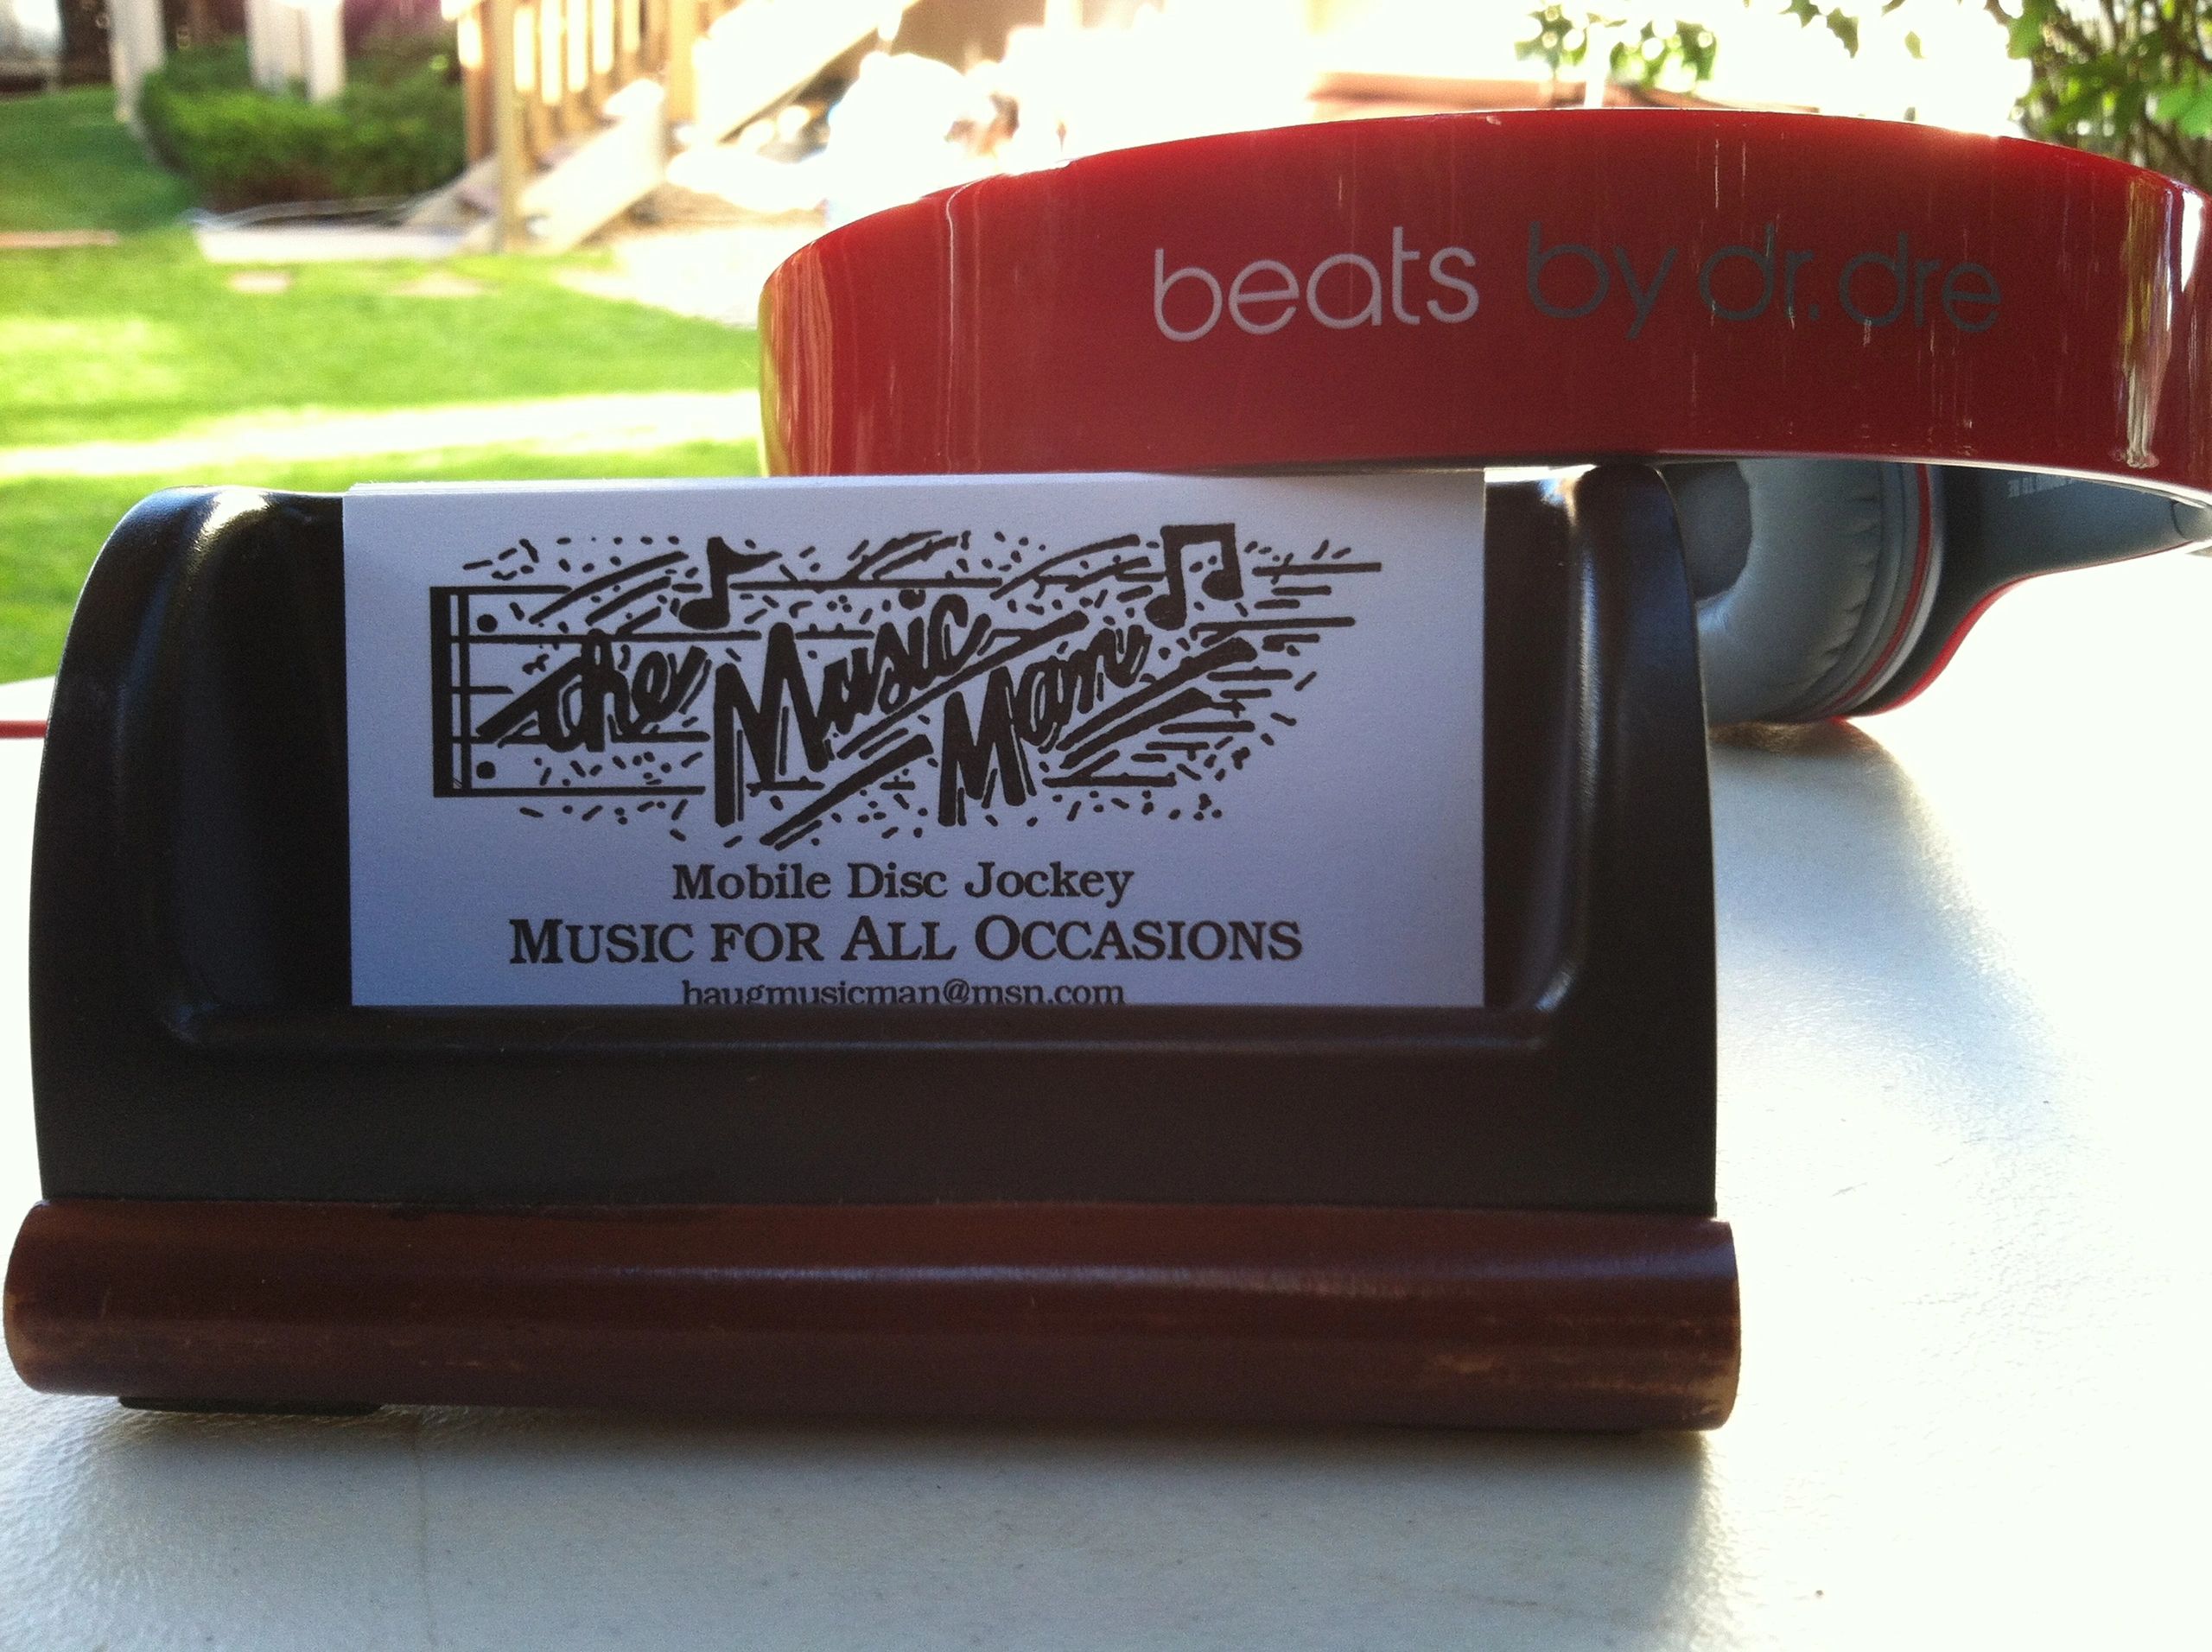 beats by dr. dre
the Music Man
Mobile Disc Jockey
MUSIC FOR ALL OCCASIONS
haugmusicman@msn.com